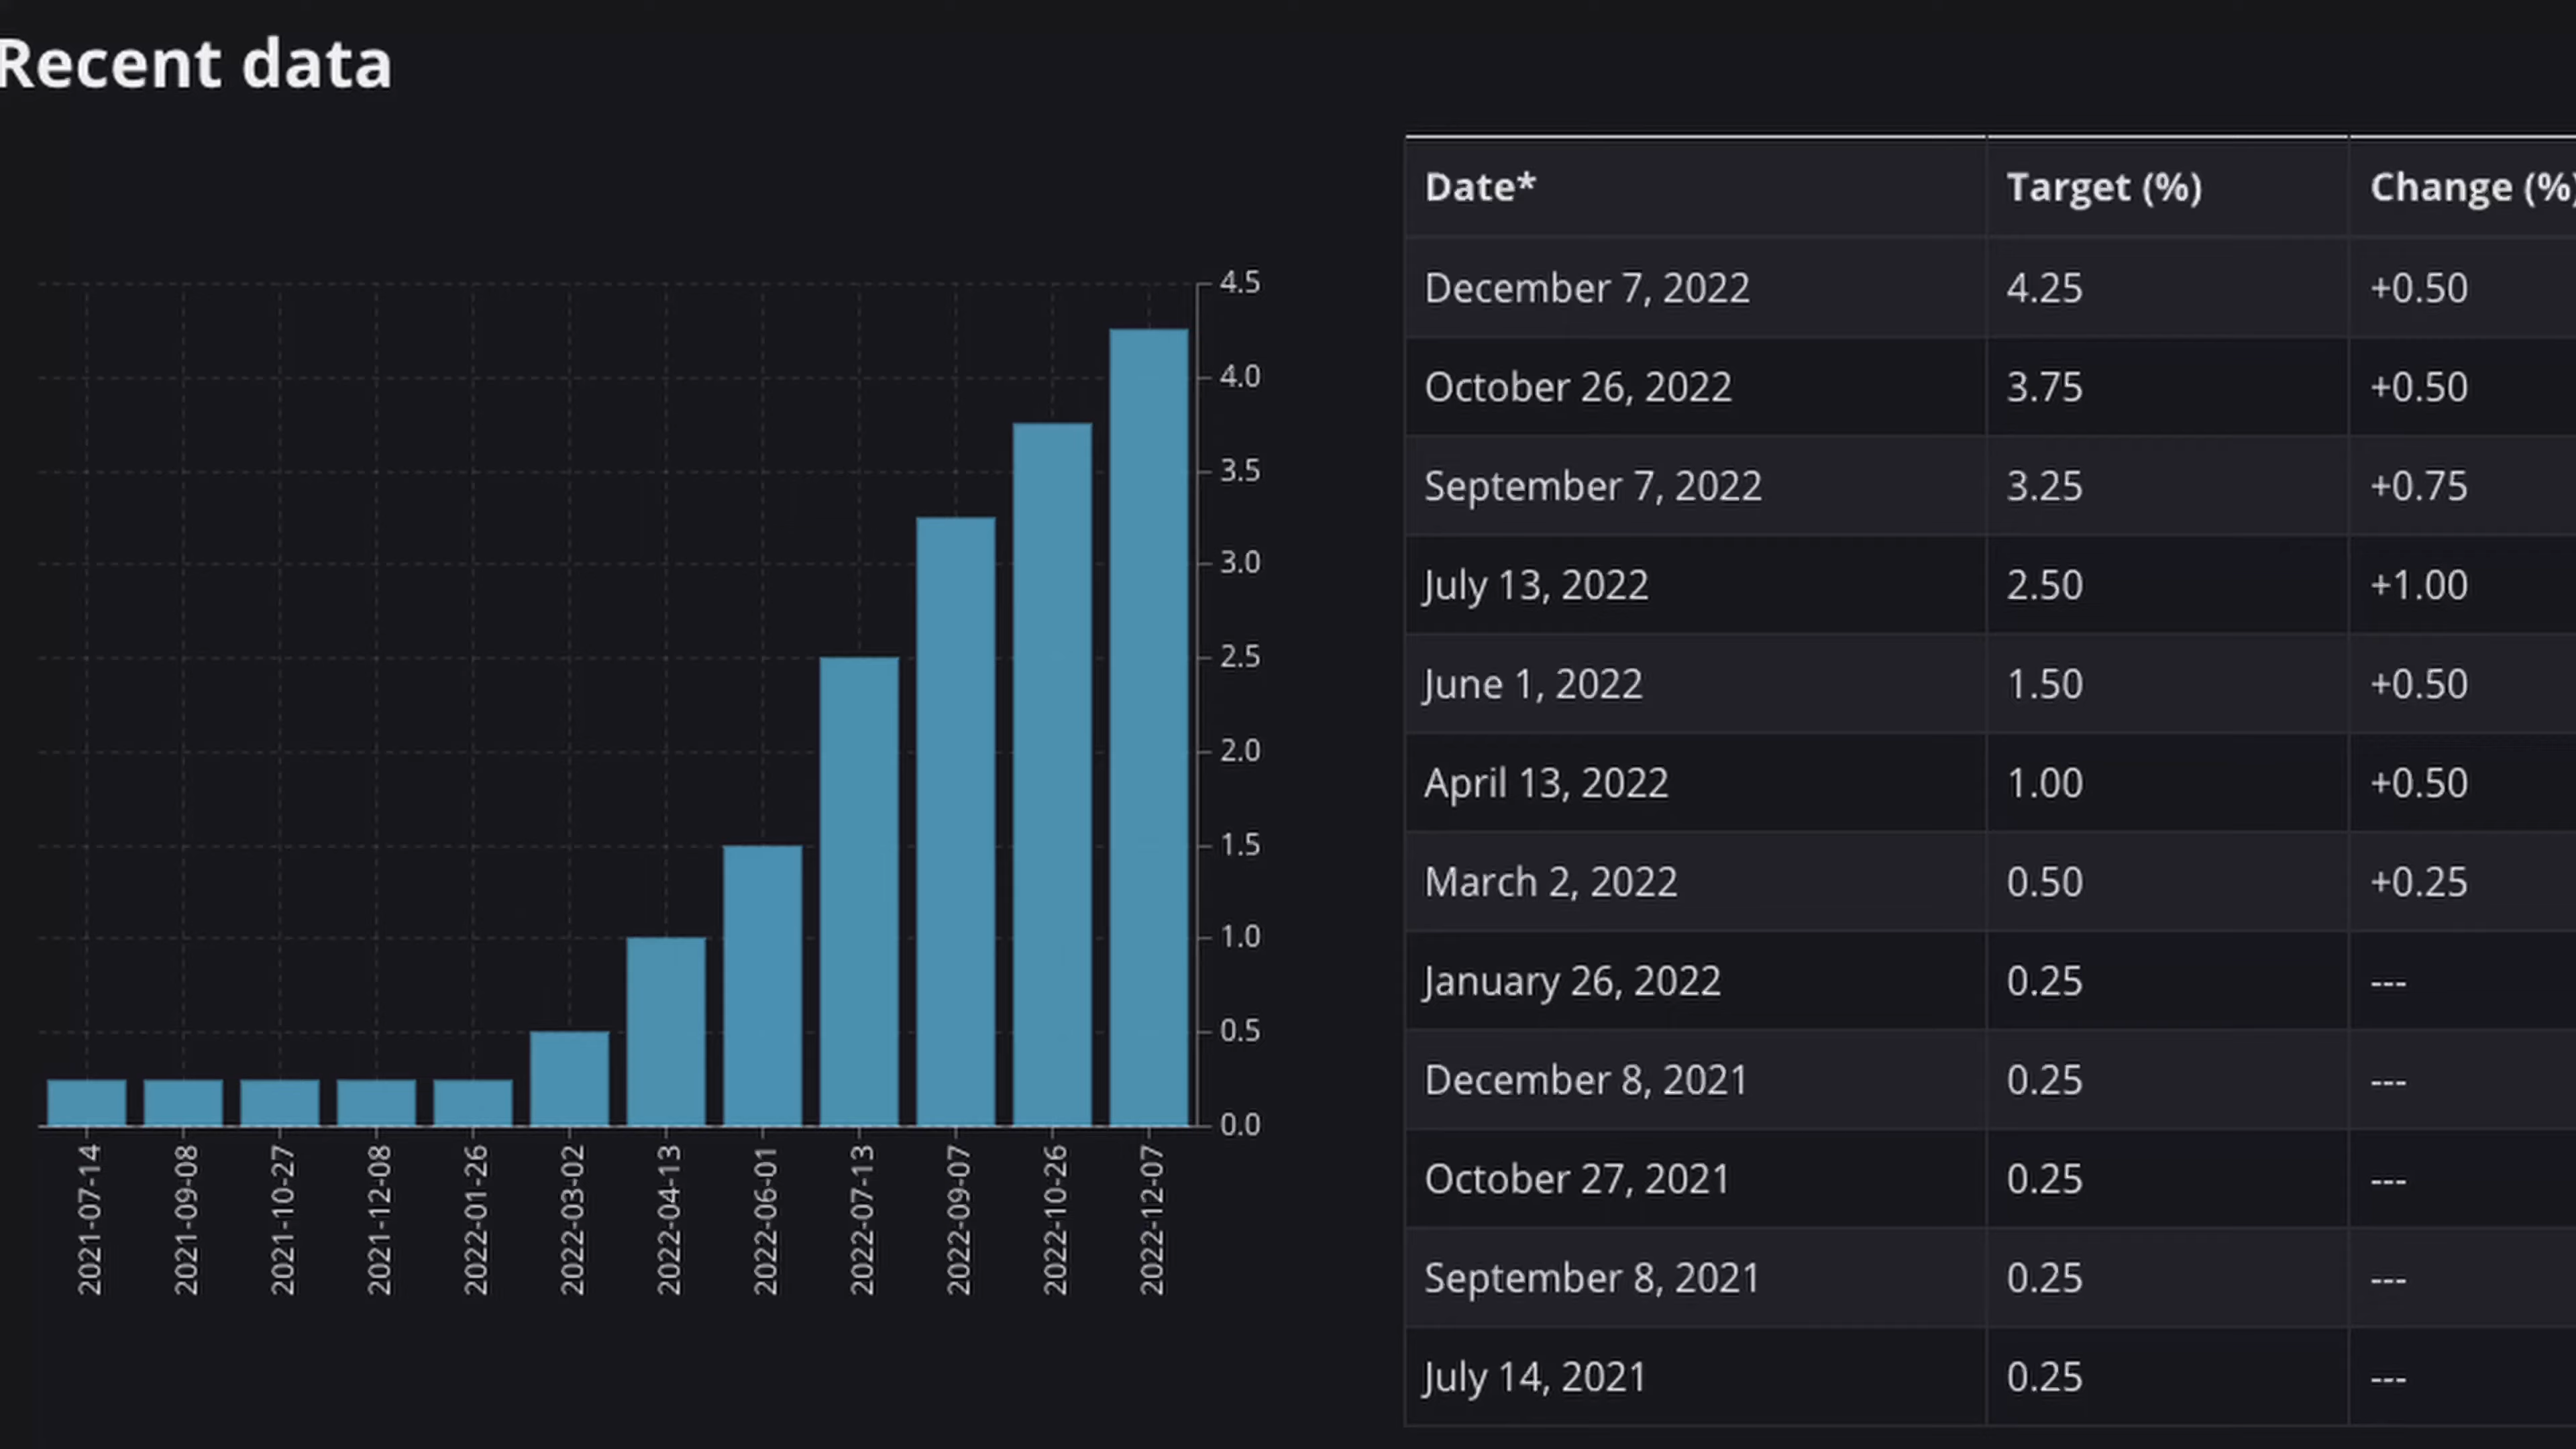 Recent data
4.5
4.0
3.5
3.0
2.5
2.0
1.5
1.0
0.5
0.0
2021-07-14
2021-09-08
2021-10-27
2021-12-08
2022-01-26
2022-03-02
2022-04-13
2022-06-01
2022-07-13
2022-09-07
2022-10-26
2022-12-07
Date* Target (%) Change (%)
December 7, 2022 4.25 +0.50
October 26, 2022 3.75 +0.50
September 7, 2022 3.25 +0.75
July 13, 2022 2.50 +1.00
June 1, 2022 1.50 +0.50
April 13, 2022 1.00 +0.50
March 2, 2022 0.50 +0.25
January 26, 2022 0.25 ---
December 8, 2021 0.25 ---
October 27, 2021 0.25 ---
September 8, 2021 0.25 ---
July 14, 2021 0.25 ---